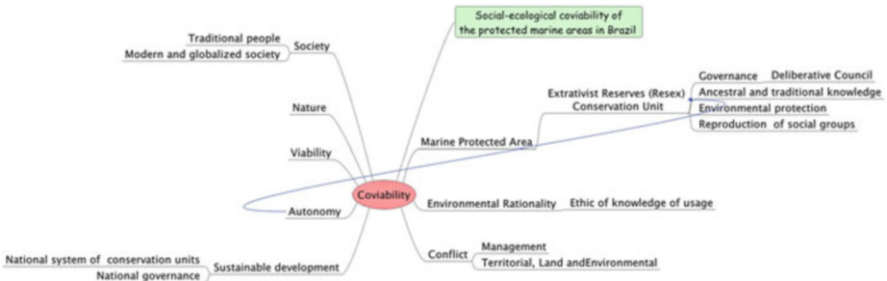 Social-ecological coviability of
the protected marine areas in Brazil
Traditional people
Modern and globalized society
Society
Nature
Viability
Autonomy
National system of conservation units
National governance
Sustainable development
Coviability
Marine Protected Area
Extrativist Reserves (Resex)
Conservation Unit
Governance
Deliberative Council
Ancestral and traditional knowledge
Environmental protection
Reproduction of social groups
Environmental Rationality
Ethic of knowledge of usage
Conflict
Management
Territorial, Land andEnvironmental